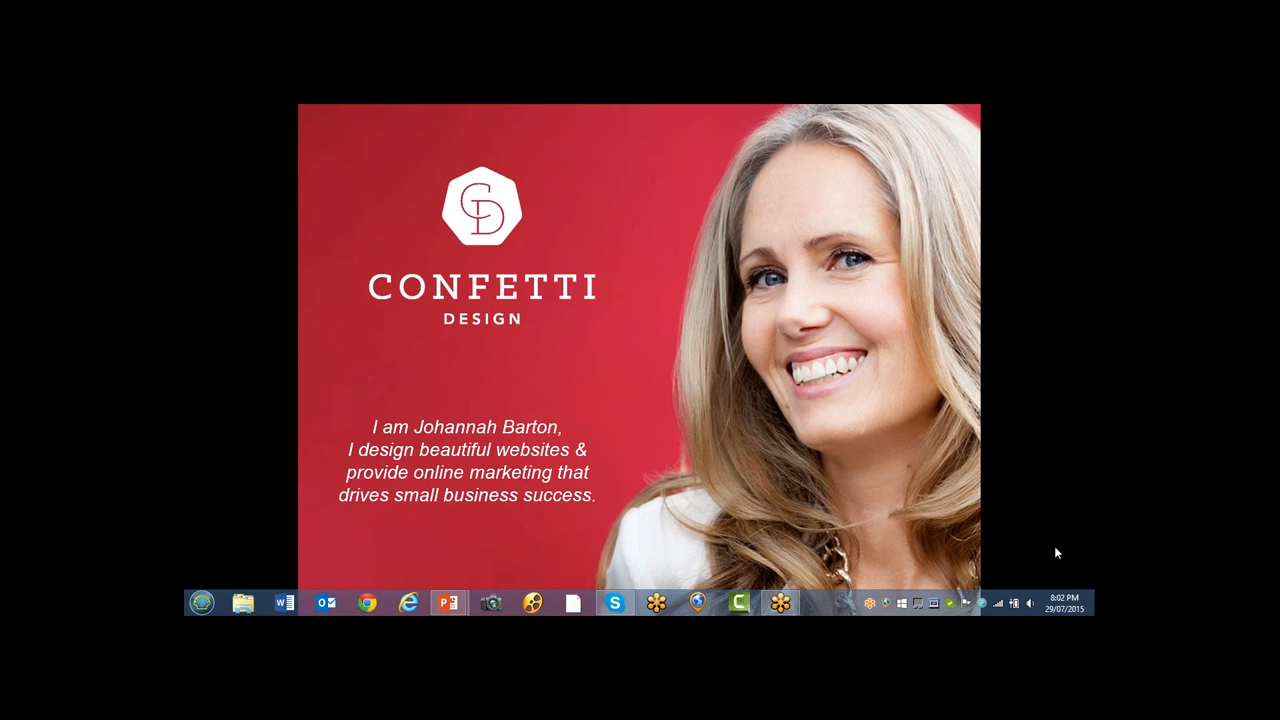 CD
CONFETTI
DESIGN
I am Johannah Barton,
I design beautiful websites &
provide online marketing that
drives small business success.
8:02 PM
29/07/2015